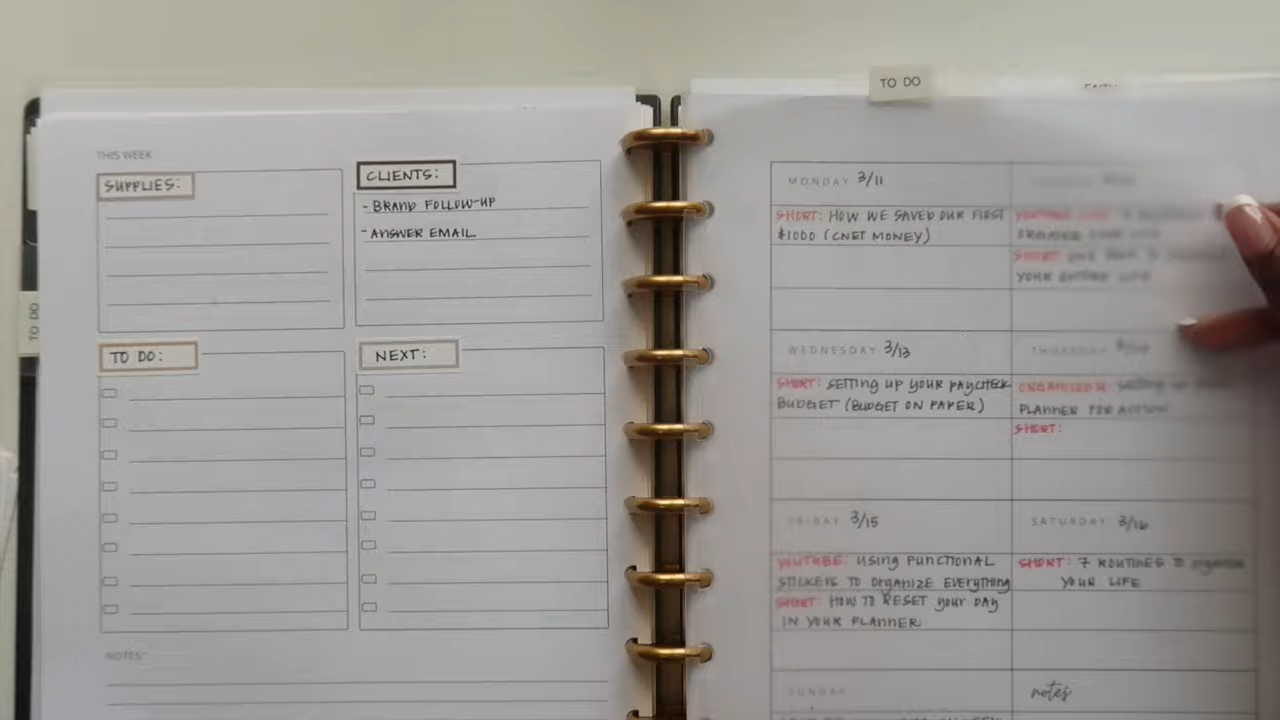 TO DO
THIS WEEK
SUPPLIES:
CLIENTS:
- BRAND FOLLOW-UP
- ANSWER EMAIL
TO DO
TO DO:
NEXT:
NOTES
MONDAY 3/11
SHORT: HOW WE SAVED OUR FIRST
$1000 (CNET MONEY)
SHORT:
WEDNESDAY 3/13
SHORT: SETTING UP YOUR PAYCHECK
BUDGET (BUDGET ON PAPER)
THURSDAY
PLANNER FOR
SHORT:
FRIDAY 3/15
YOUTUBE: USING FUNCTIONAL
STICKERS TO ORGANIZE EVERYTHING
SHORT: HOW TO RESET YOUR DAY
IN YOUR PLANNER
SATURDAY 3/16
SHORT: 7 ROUTINES TO ORGANIZE
YOUR LIFE
SUNDAY
notes